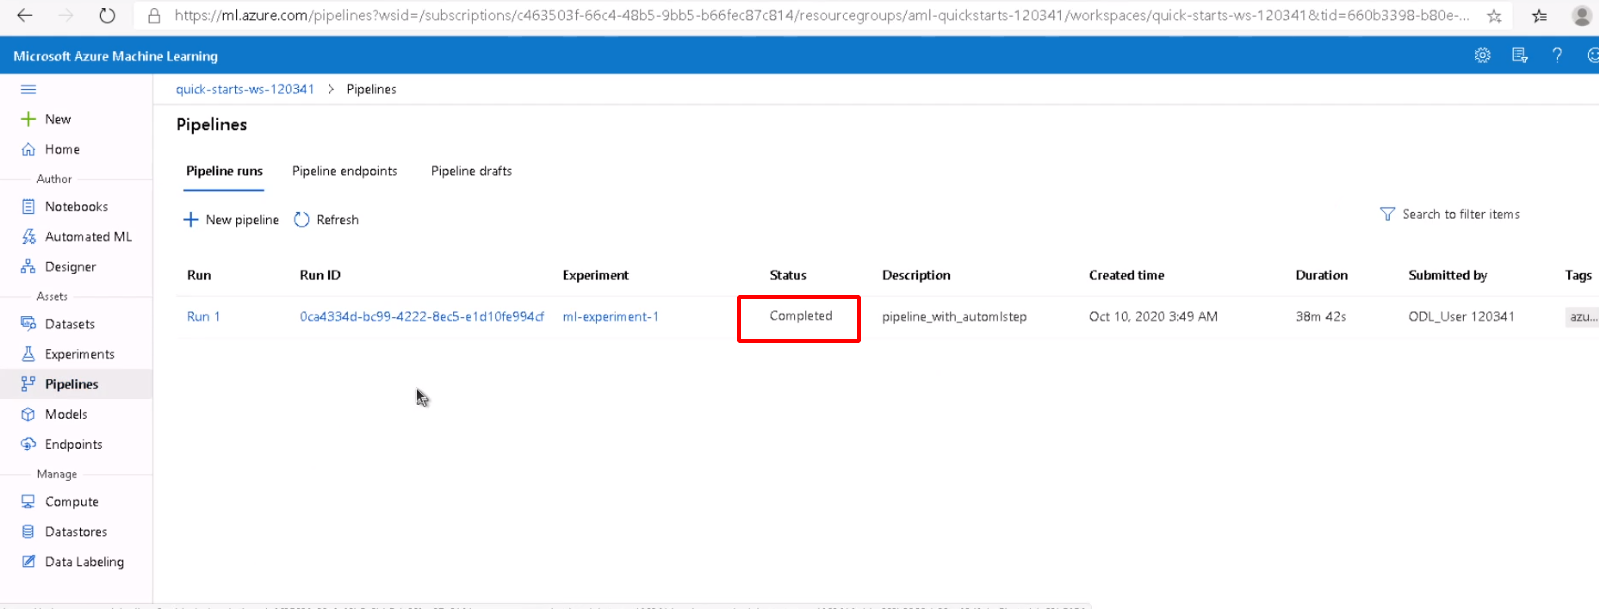 https://ml.azure.com/pipelines?wsid=/subscriptions/c463503f-66c4-48b5-9bb5-b66fec87c814/resourcegroups/aml-quickstarts-120341/workspaces/quick-starts-ws-120341&tid=660b3398-b80e-...
Microsoft Azure Machine Learning
quick-starts-ws-120341 > Pipelines
New
Home
Author
Notebooks
Automated ML
Designer
Assets
Datasets
Experiments
Pipelines
Models
Endpoints
Manage
Compute
Datastores
Data Labeling
Pipelines
Pipeline runs Pipeline endpoints Pipeline drafts
New pipeline Refresh
Search to filter items
Run Run ID Experiment Status Description Created time Duration Submitted by Tags
Run 1 0ca4334d-bc99-4222-8ec5-e1d10fe994cf ml-experiment-1 Completed pipeline_with_automlstep Oct 10, 2020 3:49 AM 38m 42s ODL_User 120341 azu...